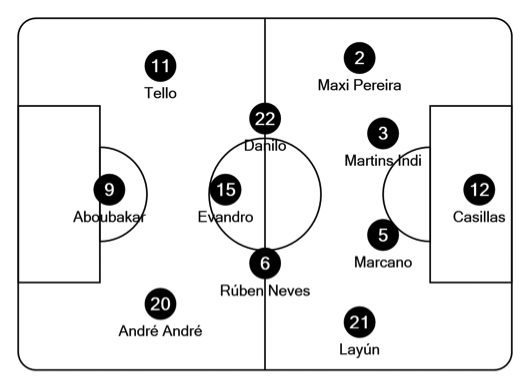 2
Maxi Pereira
11
Tello
22
Danilo
3
Martins Indi
9
Aboubakar
15
Evandro
12
Casillas
5
Marcano
6
Rúben Neves
20
André André
21
Layún